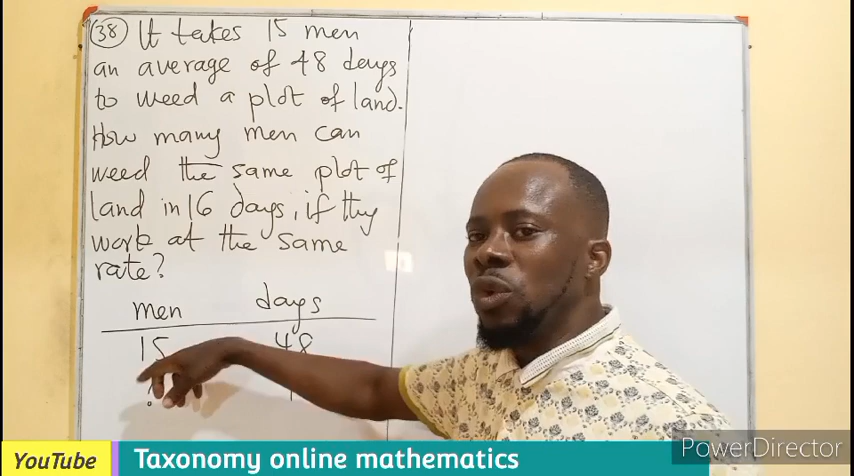 38 It takes 15 men
an average of 48 days
to weed a plot of land.
How many men can
weed the same plot of
land in 16 days, if they
work at the same
rate?
men days
15 48
?
PowerDirector
YouTube Taxonomy online mathematics